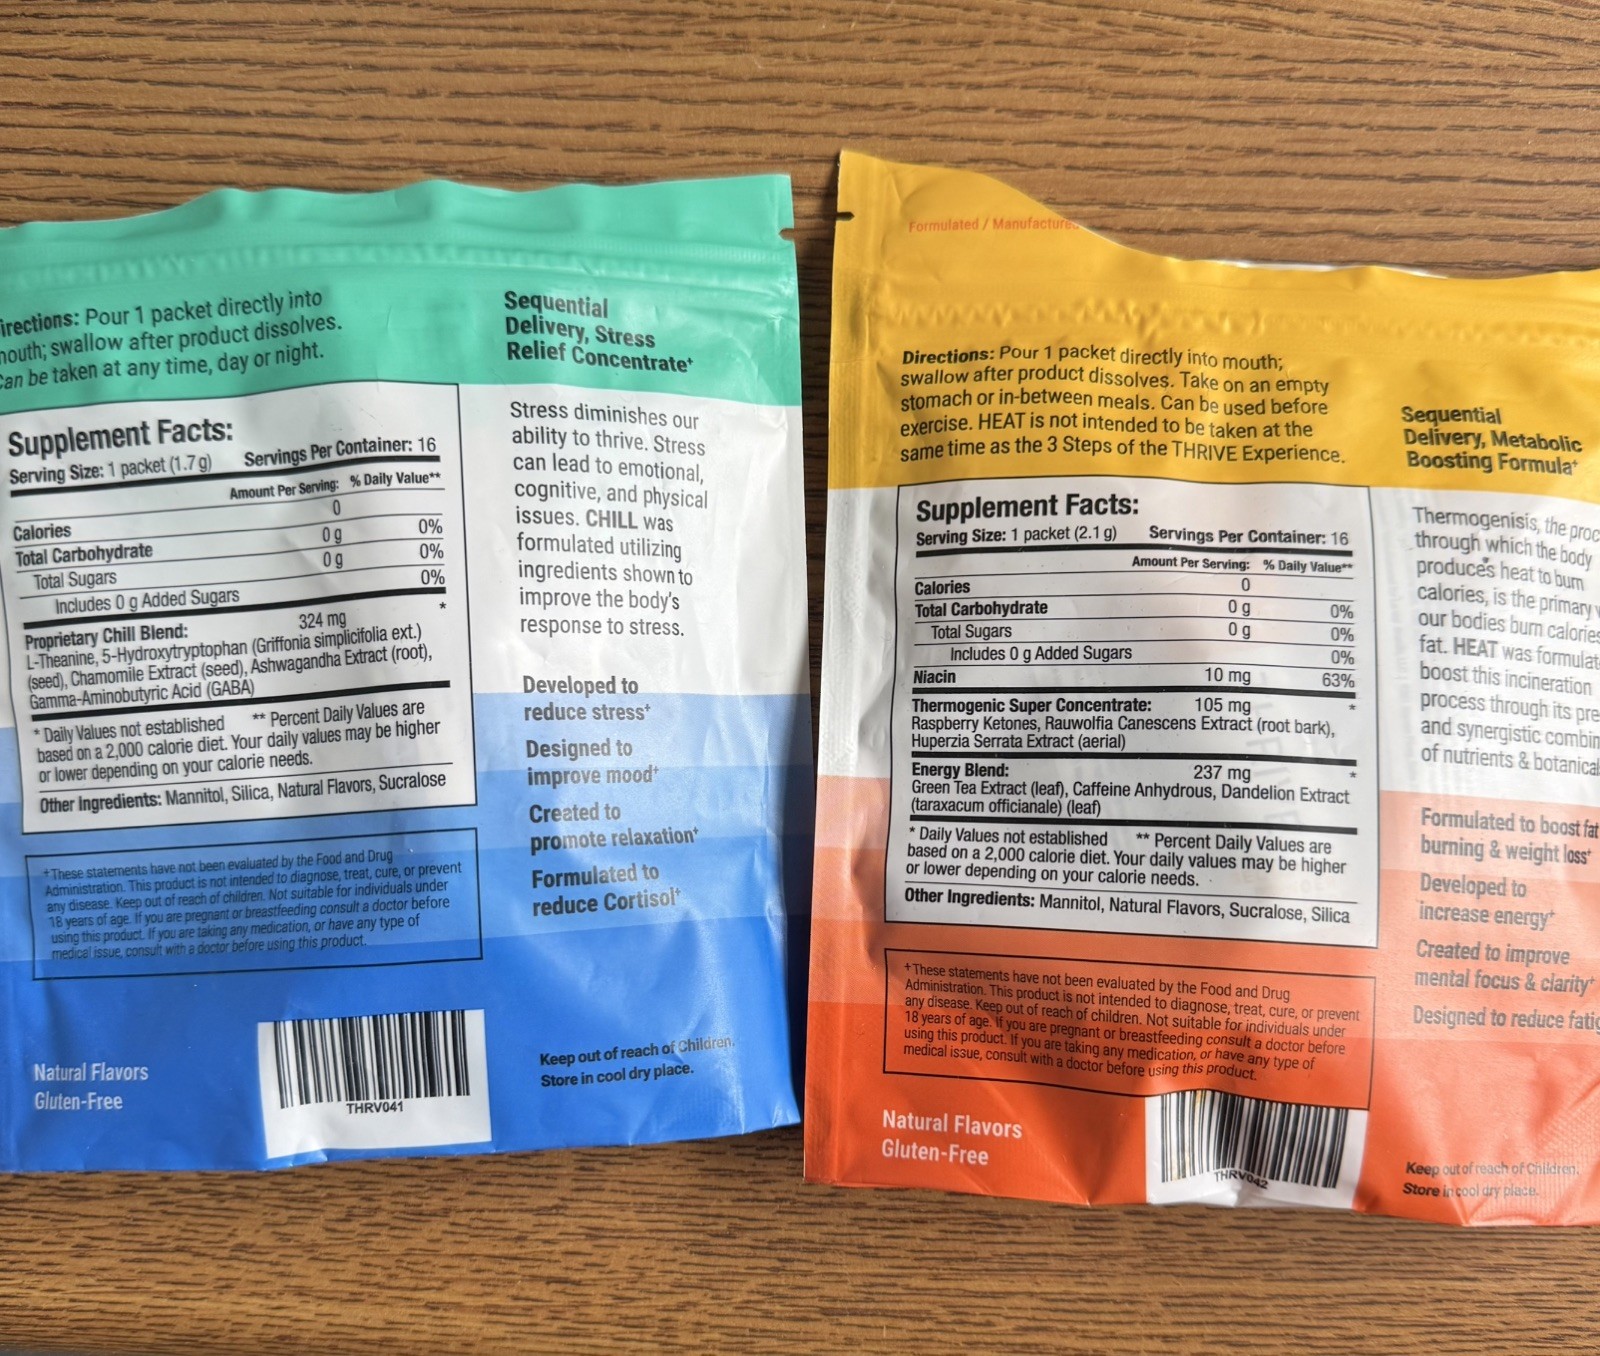 irections: Pour 1 packet directly into
mouth; swallow after product dissolves.
Can be taken at any time, day or night.
Supplement Facts:
Serving Size: 1 packet (1.7 g) Servings Per Container: 16
Amount Per Serving: % Daily Value**
Calories 0
Total Carbohydrate 0 g 0%
Total Sugars 0 g 0%
Includes 0 g Added Sugars 0%
Proprietary Chill Blend: 324 mg *
L-Theanine, 5-Hydroxytryptophan (Griffonia simplicifolia ext.)
(seed), Chamomile Extract (seed), Ashwagandha Extract (root),
Gamma-Aminobutyric Acid (GABA)
* Daily Values not established ** Percent Daily Values are
based on a 2,000 calorie diet. Your daily values may be higher
or lower depending on your calorie needs.
Other Ingredients: Mannitol, Silica, Natural Flavors, Sucralose
+These statements have not been evaluated by the Food and Drug
Administration. This product is not intended to diagnose, treat, cure, or prevent
any disease. Keep out of reach of children. Not suitable for individuals under
18 years of age. If you are pregnant or breastfeeding consult a doctor before
using this product. If you are taking any medication, or have any type of
medical issue, consult with a doctor before using this product.
Natural Flavors
Gluten-Free
THRV041
Sequential
Delivery, Stress
Relief Concentrate+
Stress diminishes our
ability to thrive. Stress
can lead to emotional,
cognitive, and physical
issues. CHILL was
formulated utilizing
ingredients shown to
improve the body's
response to stress.
Developed to
reduce stress+
Designed to
improve mood+
Created to
promote relaxation+
Formulated to
reduce Cortisol+
Keep out of reach of Children.
Store in cool dry place.
Formulated / Manufactured
Directions: Pour 1 packet directly into mouth;
swallow after product dissolves. Take on an empty
stomach or in-between meals. Can be used before
exercise. HEAT is not intended to be taken at the
same time as the 3 Steps of the THRIVE Experience.
Supplement Facts:
Serving Size: 1 packet (2.1 g) Servings Per Container: 16
Amount Per Serving: % Daily Value**
Calories 0
Total Carbohydrate 0 g 0%
Total Sugars 0 g 0%
Includes 0 g Added Sugars 0%
Niacin 10 mg 63%
Thermogenic Super Concentrate: 105 mg *
Raspberry Ketones, Rauwolfia Canescens Extract (root bark),
Huperzia Serrata Extract (aerial)
Energy Blend: 237 mg *
Green Tea Extract (leaf), Caffeine Anhydrous, Dandelion Extract
(taraxacum officianale) (leaf)
* Daily Values not established ** Percent Daily Values are
based on a 2,000 calorie diet. Your daily values may be higher
or lower depending on your calorie needs.
Other Ingredients: Mannitol, Natural Flavors, Sucralose, Silica
+These statements have not been evaluated by the Food and Drug
Administration. This product is not intended to diagnose, treat, cure, or prevent
any disease. Keep out of reach of children. Not suitable for individuals under
18 years of age. If you are pregnant or breastfeeding consult a doctor before
using this product. If you are taking any medication, or have any type of
medical issue, consult with a doctor before using this product.
Natural Flavors
Gluten-Free
THRV042
Sequential
Delivery, Metabolic
Boosting Formula+
Thermogenisis, the proc
through which the body
produces heat to burn
calories, is the primary
our bodies burn calories
fat. HEAT was formulat
boost this incineration
process through its pre
and synergistic combin
of nutrients & botanical
Formulated to boost fat
burning & weight loss+
Developed to
increase energy+
Created to improve
mental focus & clarity+
Designed to reduce fatig
Keep out of reach of Children.
Store in cool dry place.